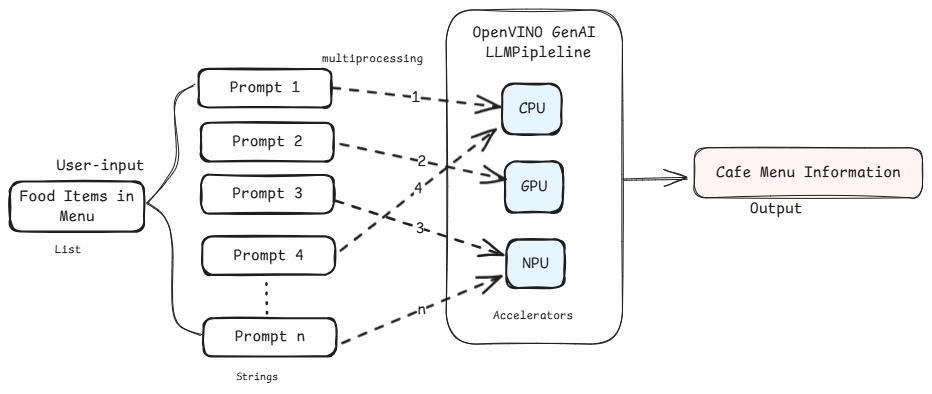 OpenVINO GenAI
LLMPipleline
multiprocessing
Prompt 1
1
CPU
Prompt 2
2
User-input
Food Items in
Menu
List
Prompt 3
4
GPU
Cafe Menu Information
Output
3
Prompt 4
NPU
n
Accelerators
Prompt n
Strings